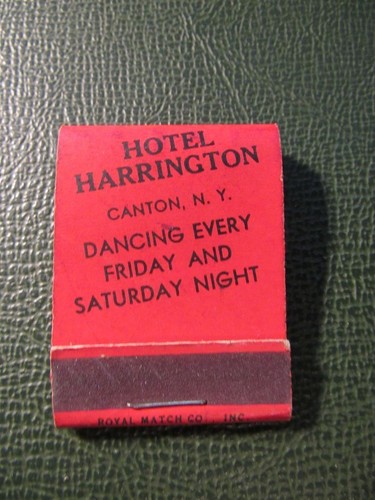 HOTEL
HARRINGTON
CANTON, N. Y.
DANCING EVERY
FRIDAY AND
SATURDAY NIGHT
ROYAL MATCH CO. INC.